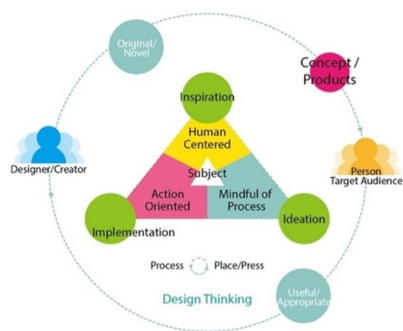 Original/
Novel
Concept /
Products
Inspiration
Human
Centered
Designer/Creator
Person
Target Audience
Subject
Action
Oriented
Mindful of
Process
Implementation
Ideation
Process
Place/Press
Useful/
Appropriate
Design Thinking